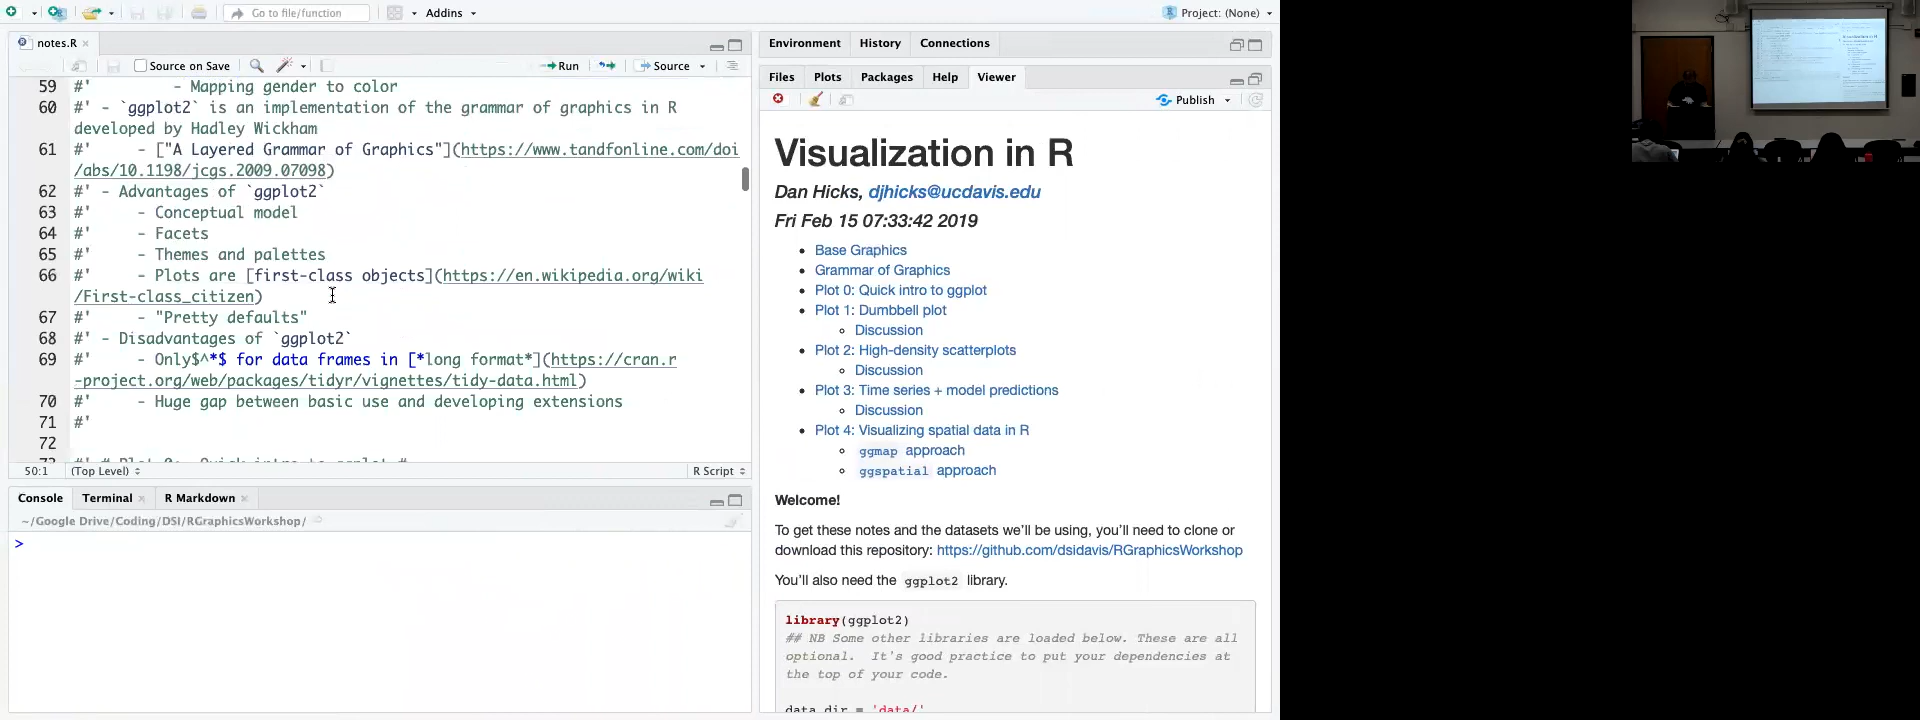 Go to file/function
Addins
Project: (None)
notes.R
Source on Save
Run
Source
59 #'         - Mapping gender to color
60 #' - `ggplot2` is an implementation of the grammar of graphics in R
developed by Hadley Wickham
61 #'     - ["A Layered Grammar of Graphics"](https://www.tandfonline.com/doi
/abs/10.1198/jcgs.2009.07098)
62 #' - Advantages of `ggplot2`
63 #'     - Conceptual model
64 #'     - Facets
65 #'     - Themes and palettes
66 #'     - Plots are [first-class objects](https://en.wikipedia.org/wiki
/First-class_citizen)
67 #'     - "Pretty defaults"
68 #' - Disadvantages of `ggplot2`
69 #'     - Only$^*$ for data frames in [*long format*](https://cran.r
-project.org/web/packages/tidyr/vignettes/tidy-data.html)
70 #'     - Huge gap between basic use and developing extensions
71 #'
72
73 #' # Plot 0: Quick intro to ggplot #
50:1
(Top Level)
R Script
Console
Terminal
R Markdown
~/Google Drive/Coding/DSI/RGraphicsWorkshop/
>
Environment
History
Connections
Files
Plots
Packages
Help
Viewer
Publish
Visualization in R
Dan Hicks, djhicks@ucdavis.edu
Fri Feb 15 07:33:42 2019
Base Graphics
Grammar of Graphics
Plot 0: Quick intro to ggplot
Plot 1: Dumbbell plot
Discussion
Plot 2: High-density scatterplots
Discussion
Plot 3: Time series + model predictions
Discussion
Plot 4: Visualizing spatial data in R
ggmap approach
ggspatial approach
Welcome!
To get these notes and the datasets we'll be using, you'll need to clone or
download this repository: https://github.com/dsidavis/RGraphicsWorkshop
You'll also need the ggplot2 library.
library(ggplot2)
## NB Some other libraries are loaded below. These are all
optional.  It's good practice to put your dependencies at
the top of your code.
data_dir = 'data/'